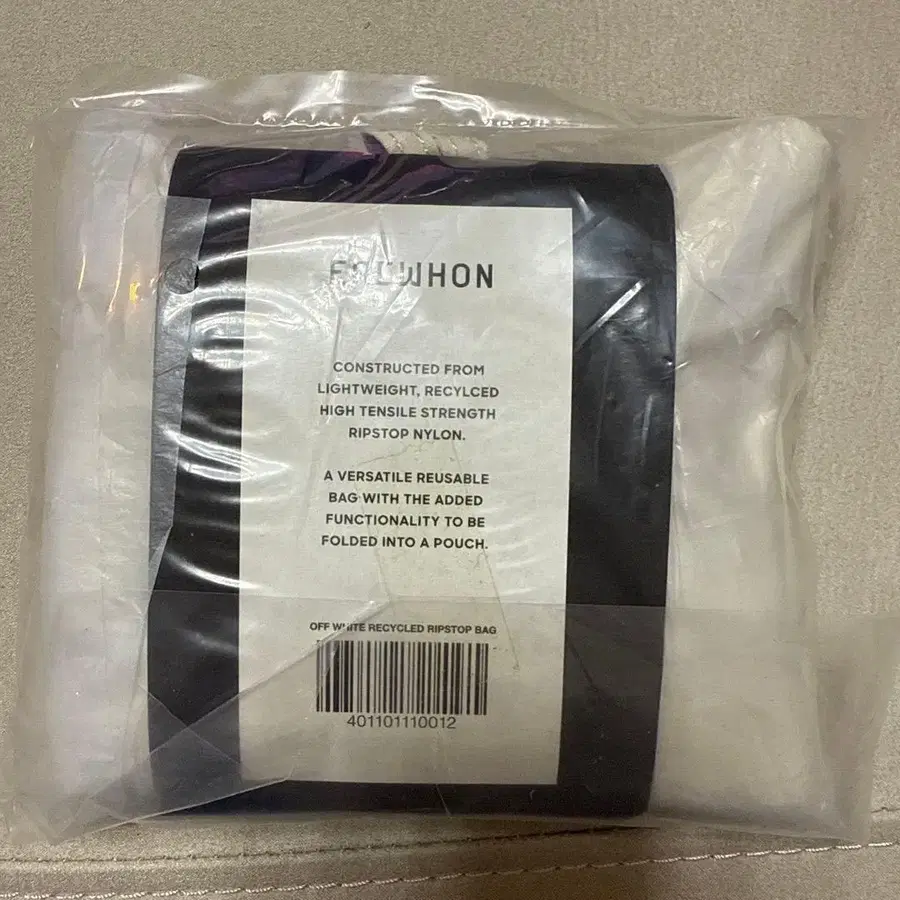 EREWHON
CONSTRUCTED FROM
LIGHTWEIGHT, RECYLCED
HIGH TENSILE STRENGTH
RIPSTOP NYLON.
A VERSATILE REUSABLE
BAG WITH THE ADDED
FUNCTIONALITY TO BE
FOLDED INTO A POUCH.
OFF WHITE RECYCLED RIPSTOP BAG
401101110012